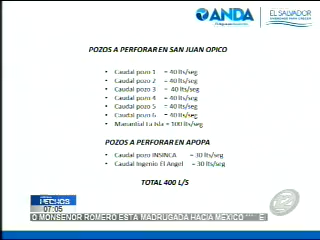 ANDA
EL SALVADOR
POZOS A PERFORAR EN SAN JUAN OPICO
• Caudal pozo 1 = 40 lts/seg
• Caudal pozo 2 = 40 lts/seg
• Caudal pozo 3 = 40 lts/seg
• Caudal pozo 4 = 40 lts/seg
• Caudal pozo 5 = 40 lts/seg
• Caudal pozo 6 = 40 lts/seg
• Manantial La Isla = 100 lts/seg
POZOS A PERFORAR EN APOPA
• Caudal pozo INSINCA = 30 lts/seg
• Caudal Ingenio El Angel = 30 lts/seg
TOTAL 400 L/S
HECHOS
07:05
O MONSEÑOR ROMERO ESTA MADRUGADA HACIA MEXICO *** E
12